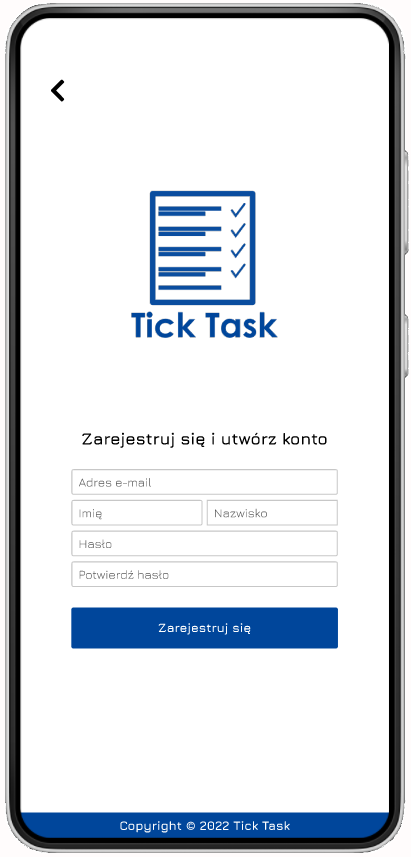 Tick Task
Zarejestruj się i utwórz konto
Adres e-mail
Imię Nazwisko
Hasło
Potwierdź hasło
Zarejestruj się
Copyright © 2022 Tick Task